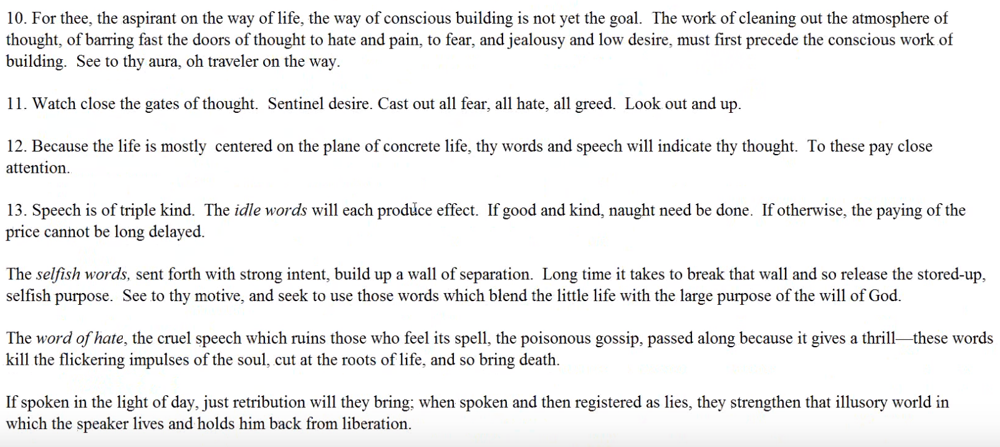 10. For thee, the aspirant on the way of life, the way of conscious building is not yet the goal.  The work of cleaning out the atmosphere of
thought, of barring fast the doors of thought to hate and pain, to fear, and jealousy and low desire, must first precede the conscious work of
building.  See to thy aura, oh traveler on the way.
11. Watch close the gates of thought.  Sentinel desire. Cast out all fear, all hate, all greed.  Look out and up.
12. Because the life is mostly  centered on the plane of concrete life, thy words and speech will indicate thy thought.  To these pay close
attention.
13. Speech is of triple kind.  The idle words will each produce effect.  If good and kind, naught need be done.  If otherwise, the paying of the
price cannot be long delayed.
The selfish words, sent forth with strong intent, build up a wall of separation.  Long time it takes to break that wall and so release the stored-up,
selfish purpose.  See to thy motive, and seek to use those words which blend the little life with the large purpose of the will of God.
The word of hate, the cruel speech which ruins those who feel its spell, the poisonous gossip, passed along because it gives a thrill—these words
kill the flickering impulses of the soul, cut at the roots of life, and so bring death.
If spoken in the light of day, just retribution will they bring; when spoken and then registered as lies, they strengthen that illusory world in
which the speaker lives and holds him back from liberation.